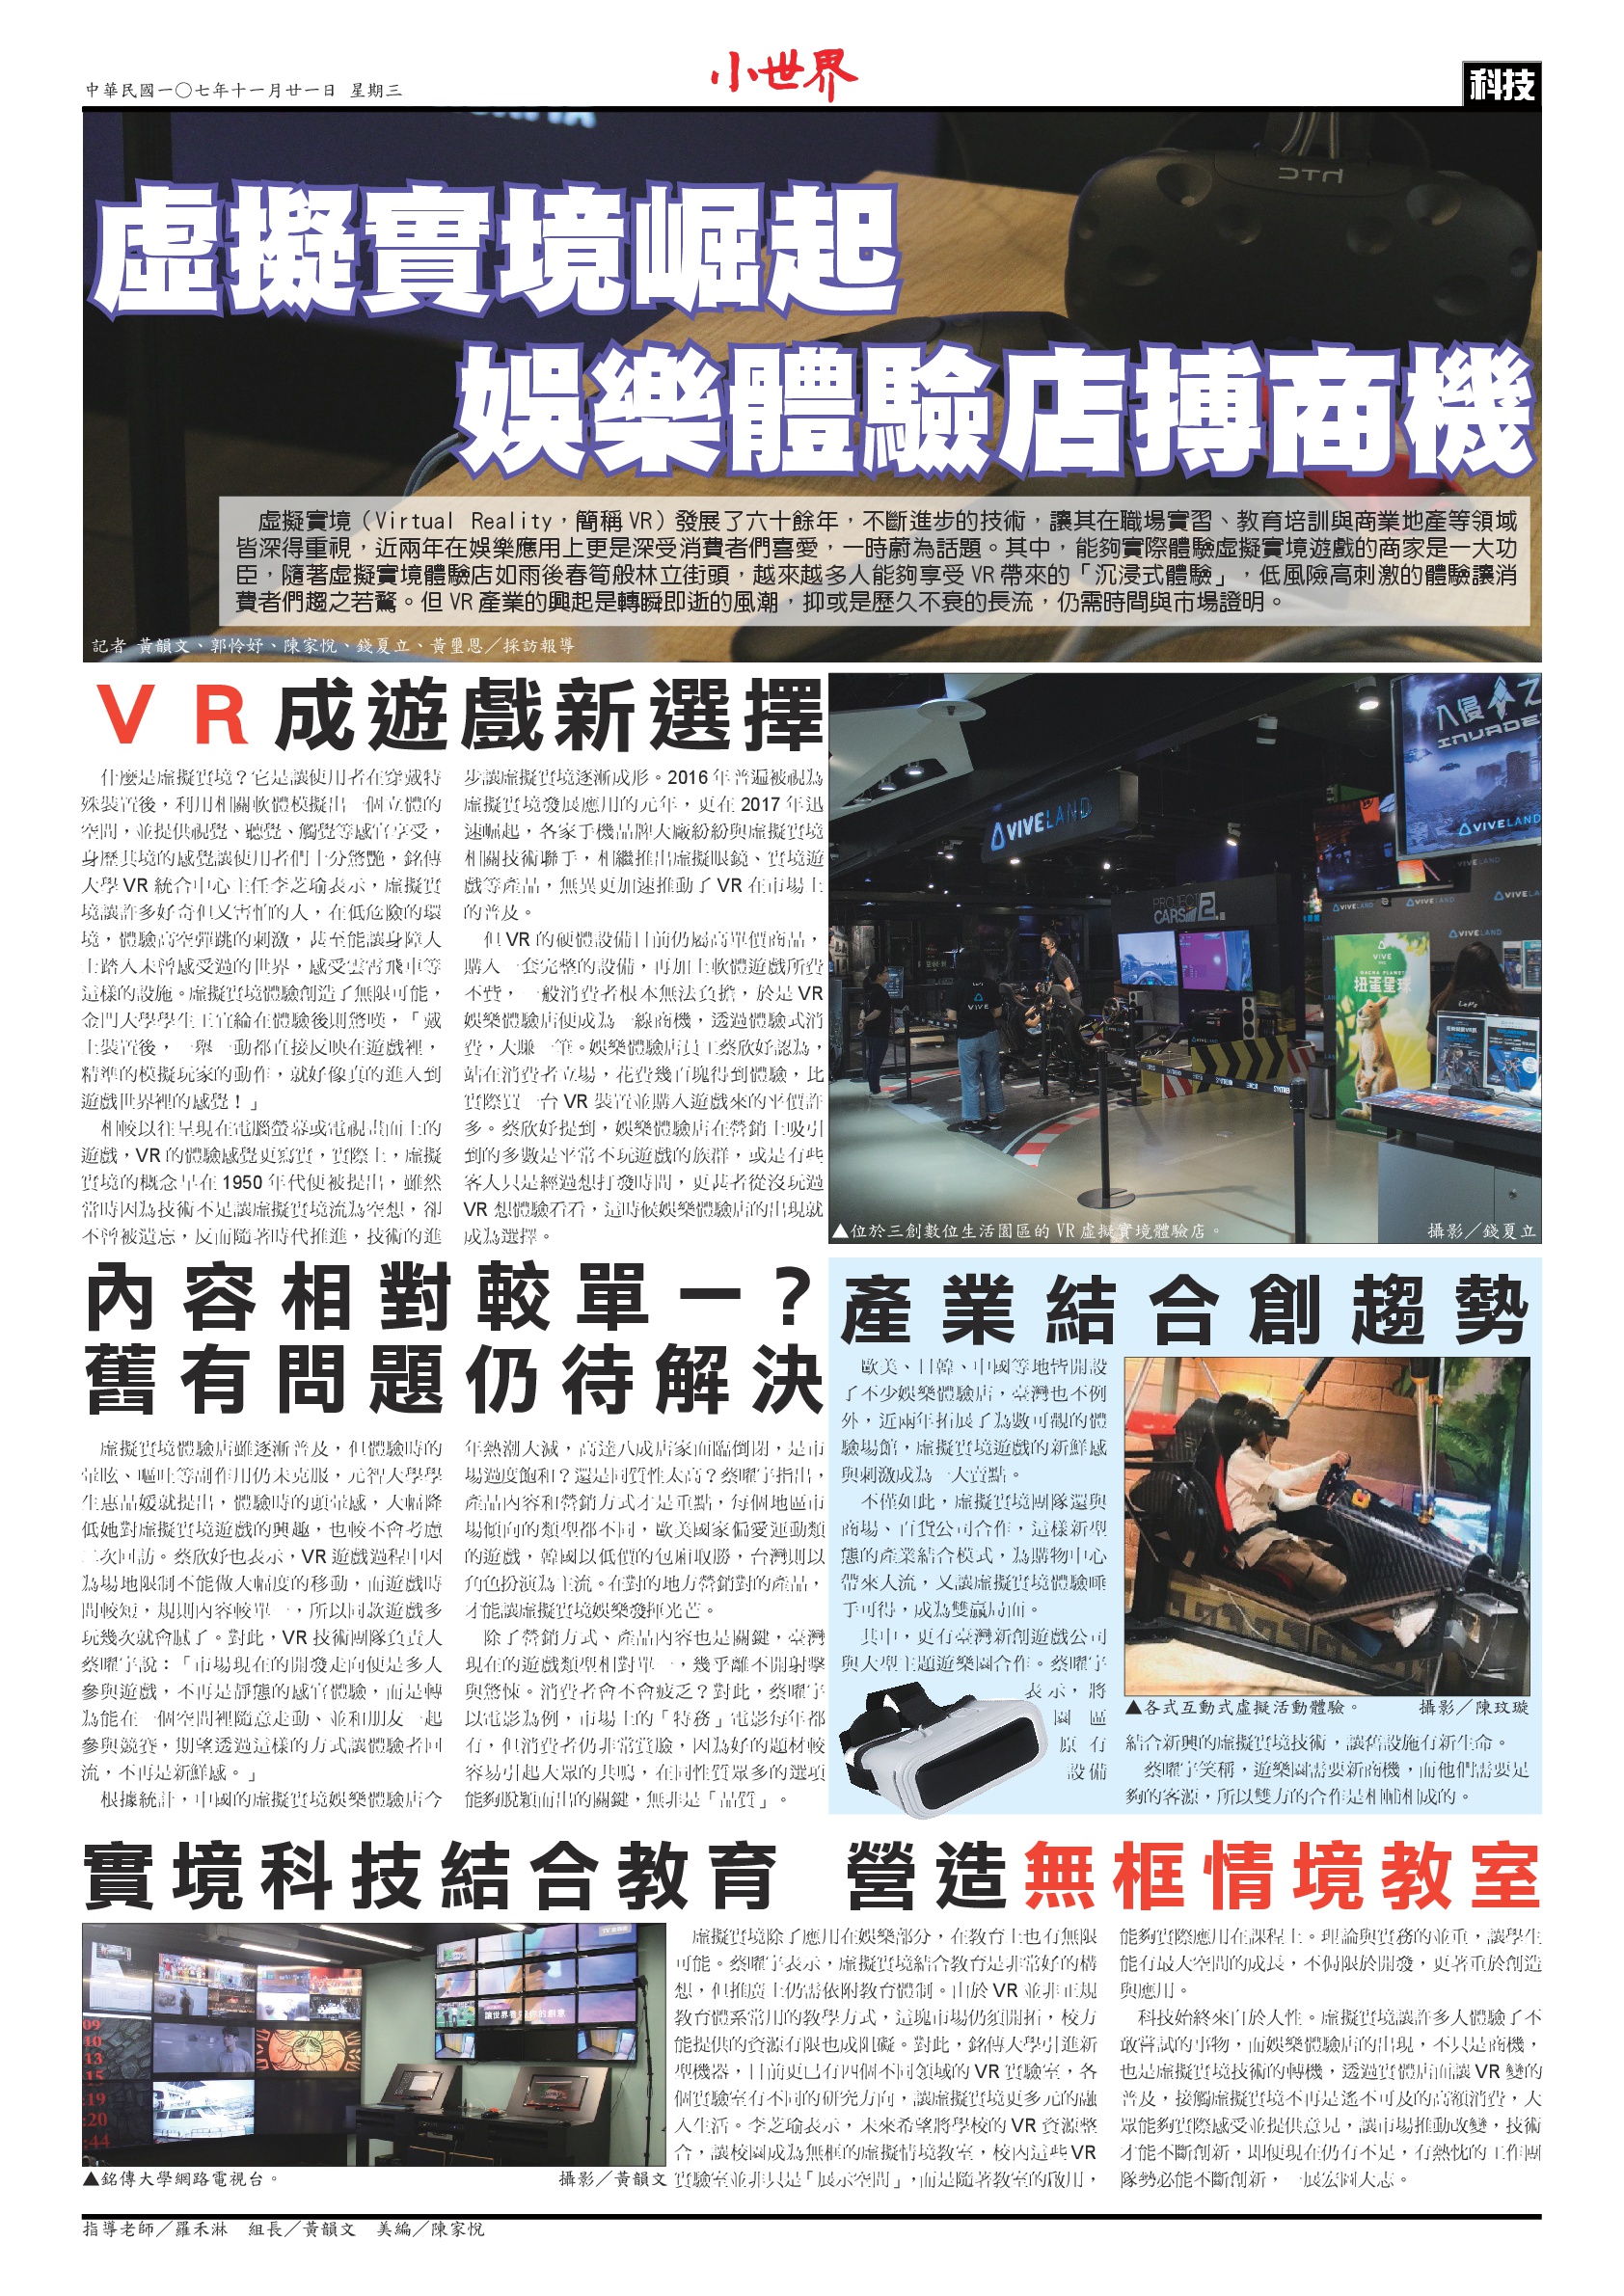 中華民國一〇七年十一月廿一日 星期三
小世界
科技
虛擬實境崛起
娛樂體驗店搏商機
虛擬實境（Virtual Reality，簡稱VR）發展了六十餘年，不斷進步的技術，讓其在職場實習、教育培訓與商業地產等領域
皆深得重視，近兩年在娛樂應用上更是深受消費者們喜愛，一時蔚為話題。其中，能夠實際體驗虛擬實境遊戲的商家是一大功
臣，隨著虛擬實境體驗店如雨後春筍般林立街頭，越來越多人能夠享受VR帶來的「沉浸式體驗」，低風險高刺激的體驗讓消
費者們趨之若鶩。但VR產業的興起是轉瞬即逝的風潮，抑或是歷久不衰的長流，仍需時間與市場證明。
記者 黃韻文、郭怜妤、陳家悅、錢夏立、黃璽恩／採訪報導
VR成遊戲新選擇
什麼是虛擬實境？它是讓使用者在穿戴特
殊裝置後，利用相關軟體模擬出一個立體的
空間，並提供視覺、聽覺、觸覺等感官享受，
身歷其境的感覺讓使用者們十分驚艷，銘傳
大學VR統合中心主任李芝瑜表示，虛擬實
境讓許多好奇但又害怕的人，在低危險的環
境，體驗高空彈跳的刺激，甚至能讓身障人
士踏入未曾感受過的世界，感受雲霄飛車等
這樣的設施。虛擬實境體驗創造了無限可能，
金門大學學生王宜綸在體驗後則驚嘆，「戴
上裝置後，一舉一動都直接反映在遊戲裡，
精準的模擬玩家的動作，就好像真的進入到
遊戲世界裡的感覺！」
相較以往呈現在電腦螢幕或電視畫面上的
遊戲，VR的體驗感覺更寫實，實際上，虛擬
實境的概念早在1950年代便被提出，雖然
當時因為技術不足讓虛擬實境流為空想，卻
不曾被遺忘，反而隨著時代推進，技術的進
步讓虛擬實境逐漸成形。2016年普遍被視為
虛擬實境發展應用的元年，更在2017年迅
速崛起，各家手機品牌大廠紛紛與虛擬實境
相關技術聯手，相繼推出虛擬眼鏡、實境遊
戲等產品，無異更加速推動了VR在市場上
的普及。
但VR的硬體設備目前仍屬高單價商品，
購入一套完整的設備，再加上軟體遊戲所費
不貲，一般消費者根本無法負擔，於是VR
娛樂體驗店便成為一線商機，透過體驗式消
費，大賺一筆。娛樂體驗店員工蔡欣妤認為，
站在消費者立場，花費幾百塊得到體驗，比
實際買一台VR裝置並購入遊戲來的平價許
多。蔡欣妤提到，娛樂體驗店在營銷上吸引
到的多數是平常不玩遊戲的族群，或是有些
客人只是經過想打發時間，更甚者從沒玩過
VR想體驗看看，這時候娛樂體驗店的出現就
成為選擇。
VIVELAND
PROJECT
CARS 2
VIVE
扭蛋星球
▲位於三創數位生活園區的VR虛擬實境體驗店。
攝影／錢夏立
內容相對較單一？
舊有問題仍待解決
虛擬實境體驗店雖逐漸普及，但體驗時的
暈眩、嘔吐等副作用仍未克服，元智大學學
生惠品媛就提出，體驗時的頭暈感，大幅降
低她對虛擬實境遊戲的興趣，也較不會考慮
二次回訪。蔡欣妤也表示，VR遊戲過程中因
為場地限制不能做大幅度的移動，而遊戲時
間較短，規則內容較單一，所以同款遊戲多
玩幾次就會膩了。對此，VR技術團隊負責人
蔡曜宇說：「市場現在的開發走向便是多人
參與遊戲，不再是靜態的感官體驗，而是轉
為能在一個空間裡隨意走動、並和朋友一起
參與競賽，期望透過這樣的方式讓體驗者回
流，不再是新鮮感。」
根據統計，中國的虛擬實境娛樂體驗店今
年熱潮大減，高達八成店家面臨倒閉，是市
場過度飽和？還是同質性太高？蔡曜宇指出，
產品內容和營銷方式才是重點，每個地區市
場傾向的類型都不同，歐美國家偏愛運動類
的遊戲，韓國以低價的包廂取勝，台灣則以
角色扮演為主流。在對的地方營銷對的產品，
才能讓虛擬實境娛樂發揮光芒。
除了營銷方式、產品內容也是關鍵，臺灣
現在的遊戲類型相對單一，幾乎離不開射擊
與驚悚。消費者會不會疲乏？對此，蔡曜宇
以電影為例，市場上的「特務」電影每年都
有，但消費者仍非常買臉，因為好的題材較
容易引起大眾的共鳴，在同性質眾多的選項
能夠脫穎而出的關鍵，無非是「品質」。
產業結合創趨勢
歐美、日韓、中國等地皆開設
了不少娛樂體驗店，臺灣也不例
外，近兩年拓展了為數可觀的體
驗場館，虛擬實境遊戲的新鮮感
與刺激成為一大賣點。
不僅如此，虛擬實境團隊還與
商場、百貨公司合作，這樣新型
態的產業結合模式，為購物中心
帶來人流，又讓虛擬實境體驗唾
手可得，成為雙贏局面。
其中，更有臺灣新創遊戲公司
與大型主題遊樂園合作。蔡曜宇
表示，將
園區
原有
設備
▲各式互動式虛擬活動體驗。
攝影／陳玟璇
結合新興的虛擬實境技術，讓舊設施有新生命。
蔡曜宇笑稱，遊樂園需要新商機，而他們需要足
夠的客源，所以雙方的合作是相輔相成的。
實境科技結合教育 營造無框情境教室
▲銘傳大學網路電視台。
攝影／黃韻文
虛擬實境除了應用在娛樂部分，在教育上也有無限
可能。蔡曜宇表示，虛擬實境結合教育是非常好的構
想，但推廣上仍需依附教育體制。由於VR並非正規
教育體系常用的教學方式，這塊市場仍須開拓，校方
能提供的資源有限也成阻礙。對此，銘傳大學引進新
型機器，目前更已有四個不同領域的VR實驗室，各
個實驗室有不同的研究方向，讓虛擬實境更多元的融
入生活。李芝瑜表示，未來希望將學校的VR資源整
合，讓校園成為無框的虛擬情境教室，校內這些VR
實驗室並非只是「展示空間」，而是隨著教室的啟用，
能夠實際應用在課程上。理論與實務的並重，讓學生
能有最大空間的成長，不侷限於開發，更著重於創造
與應用。
科技始終來自於人性。虛擬實境讓許多人體驗了不
敢嘗試的事物，而娛樂體驗店的出現，不只是商機，
也是虛擬實境技術的轉機，透過實體店面讓VR變的
普及，接觸虛擬實境不再是遙不可及的高額消費，大
眾能夠實際感受並提供意見，讓市場推動改變，技術
才能不斷創新，即便現在仍有不足，有熱忱的工作團
隊勢必能不斷創新，一展宏圖大志。
指導老師／羅禾淋 組長／黃韻文 美編／陳家悅